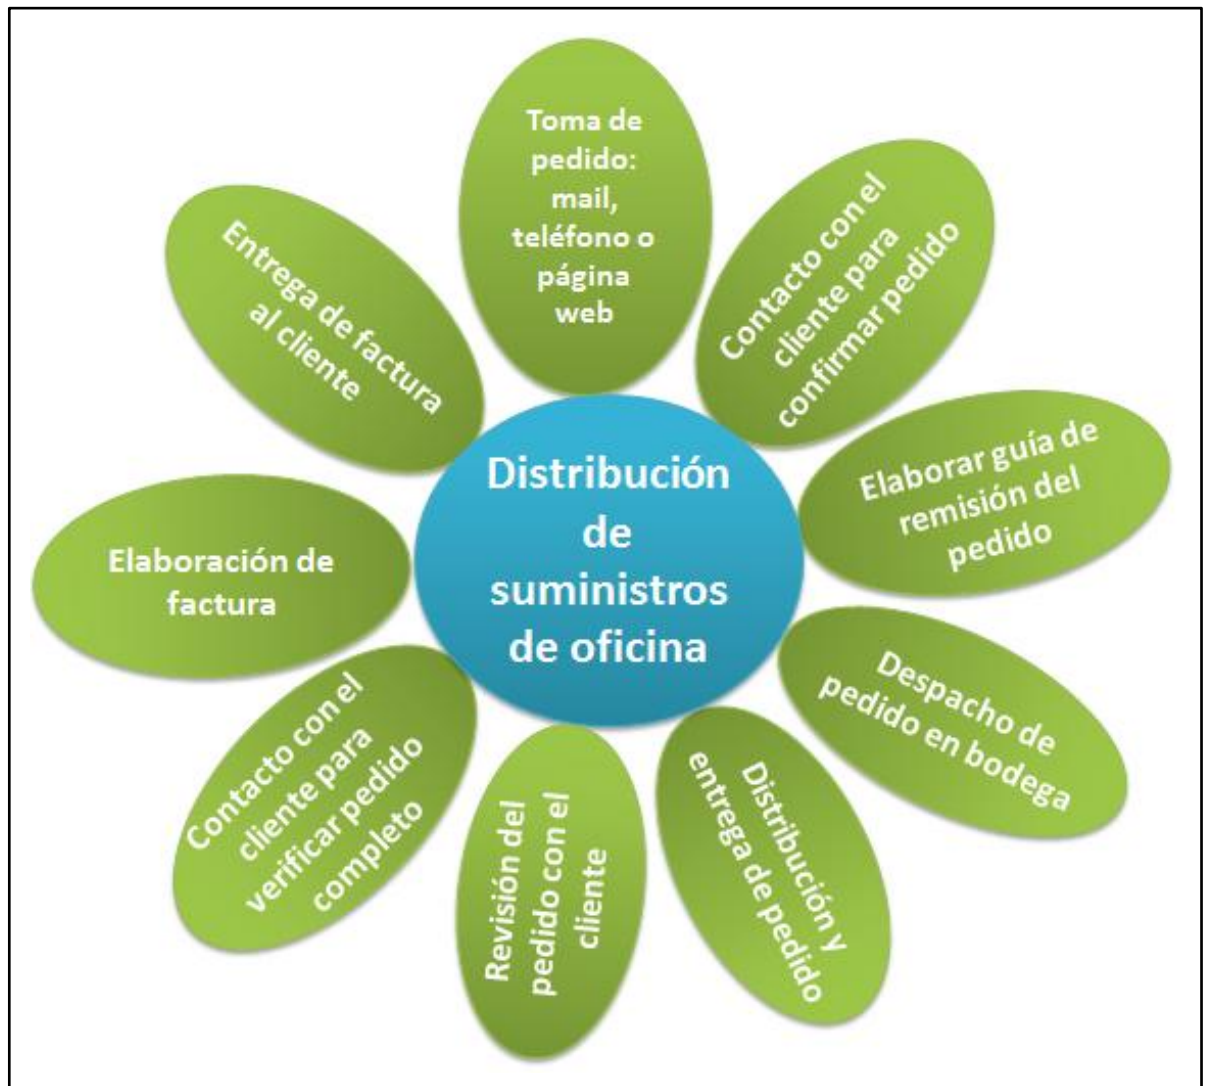 Toma de
pedido:
mail,
teléfono o
página
web
Contacto con el
cliente para
confirmar pedido
Elaborar guía de
remisión del
pedido
Despacho de
pedido en bodega
Distribución y
entrega de pedido
Revisión del
pedido con el
cliente
Contacto con el
cliente para
verificar pedido
completo
Elaboración de
factura
Entrega de factura
al cliente
Distribución
de
suministros
de oficina